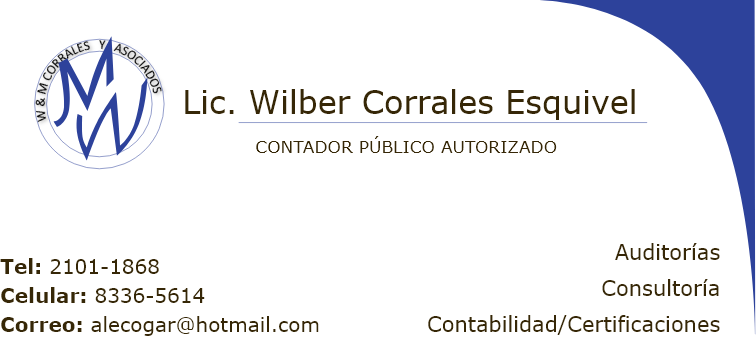 W & M CORRALES Y ASOCIADOS
MW
Lic. Wilber Corrales Esquivel
CONTADOR PÚBLICO AUTORIZADO
Auditorías
Consultoría
Contabilidad/Certificaciones
Tel: 2101-1868
Celular: 8336-5614
Correo: alecogar@hotmail.com